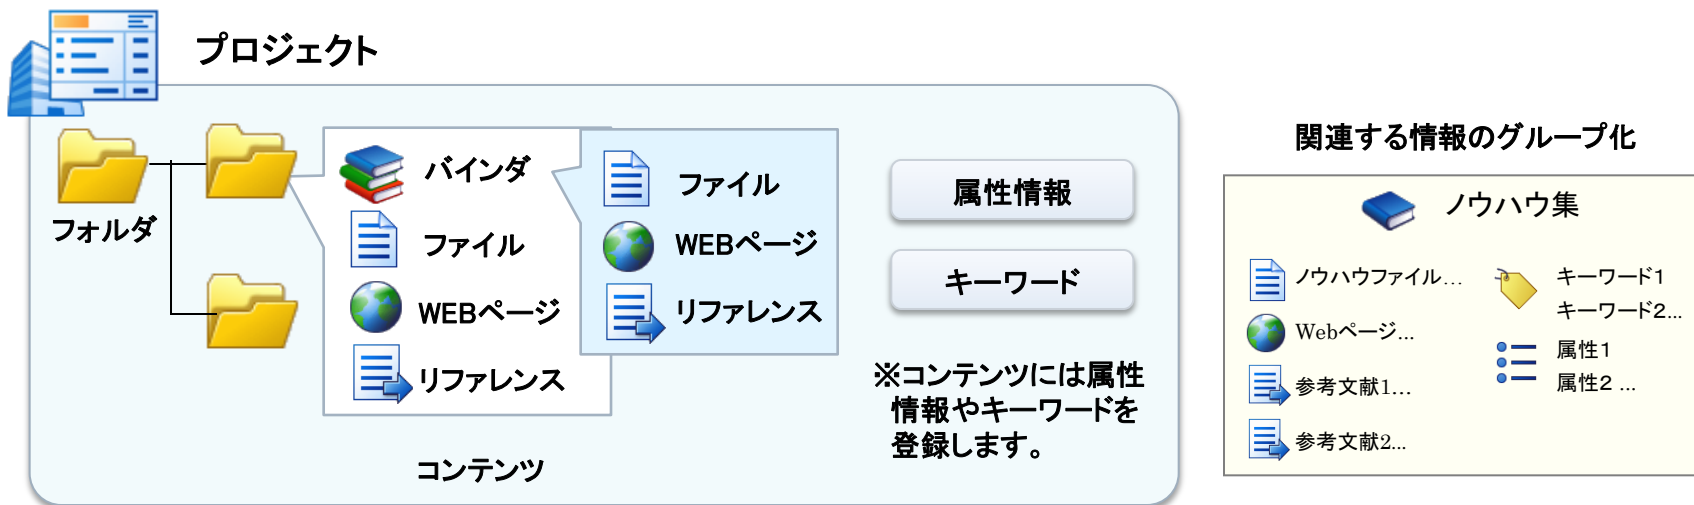 プロジェクト
フォルダ
バインダ
ファイル
WEBページ
リファレンス
ファイル
WEBページ
リファレンス
コンテンツ
属性情報
キーワード
※コンテンツには属性
情報やキーワードを
登録します。
関連する情報のグループ化
ノウハウ集
ノウハウファイル…
Webページ...
参考文献1…
参考文献2...
キーワード1
キーワード2...
属性1
属性2 ...